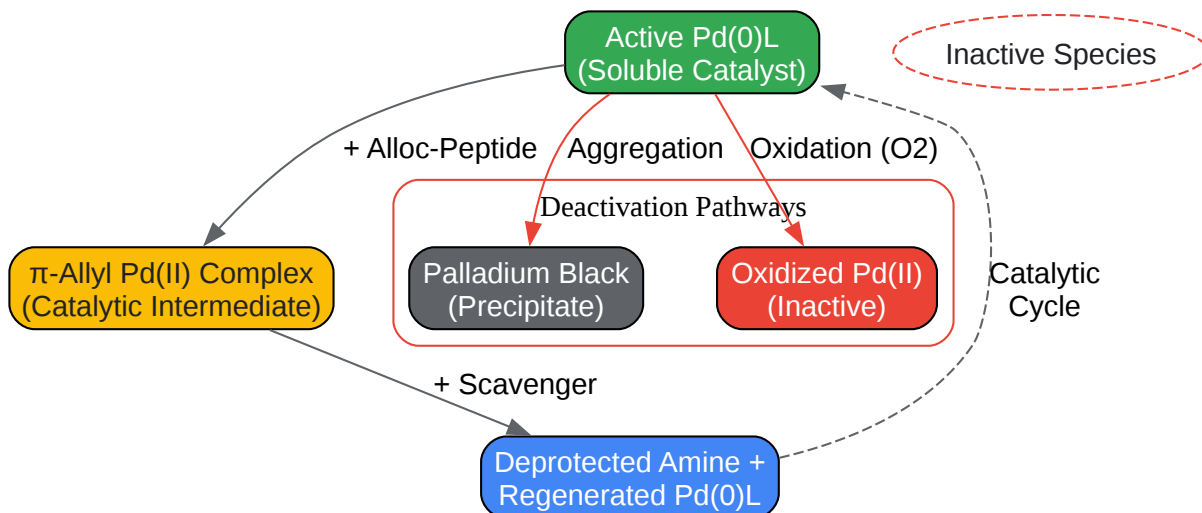 Active Pd(0)L
(Soluble Catalyst)
Inactive Species
+ Alloc-Peptide
Aggregation
Oxidation (O2)
Deactivation Pathways
π-Allyl Pd(II) Complex
(Catalytic Intermediate)
Palladium Black
(Precipitate)
Oxidized Pd(II)
(Inactive)
Catalytic
Cycle
+ Scavenger
Deprotected Amine +
Regenerated Pd(0)L